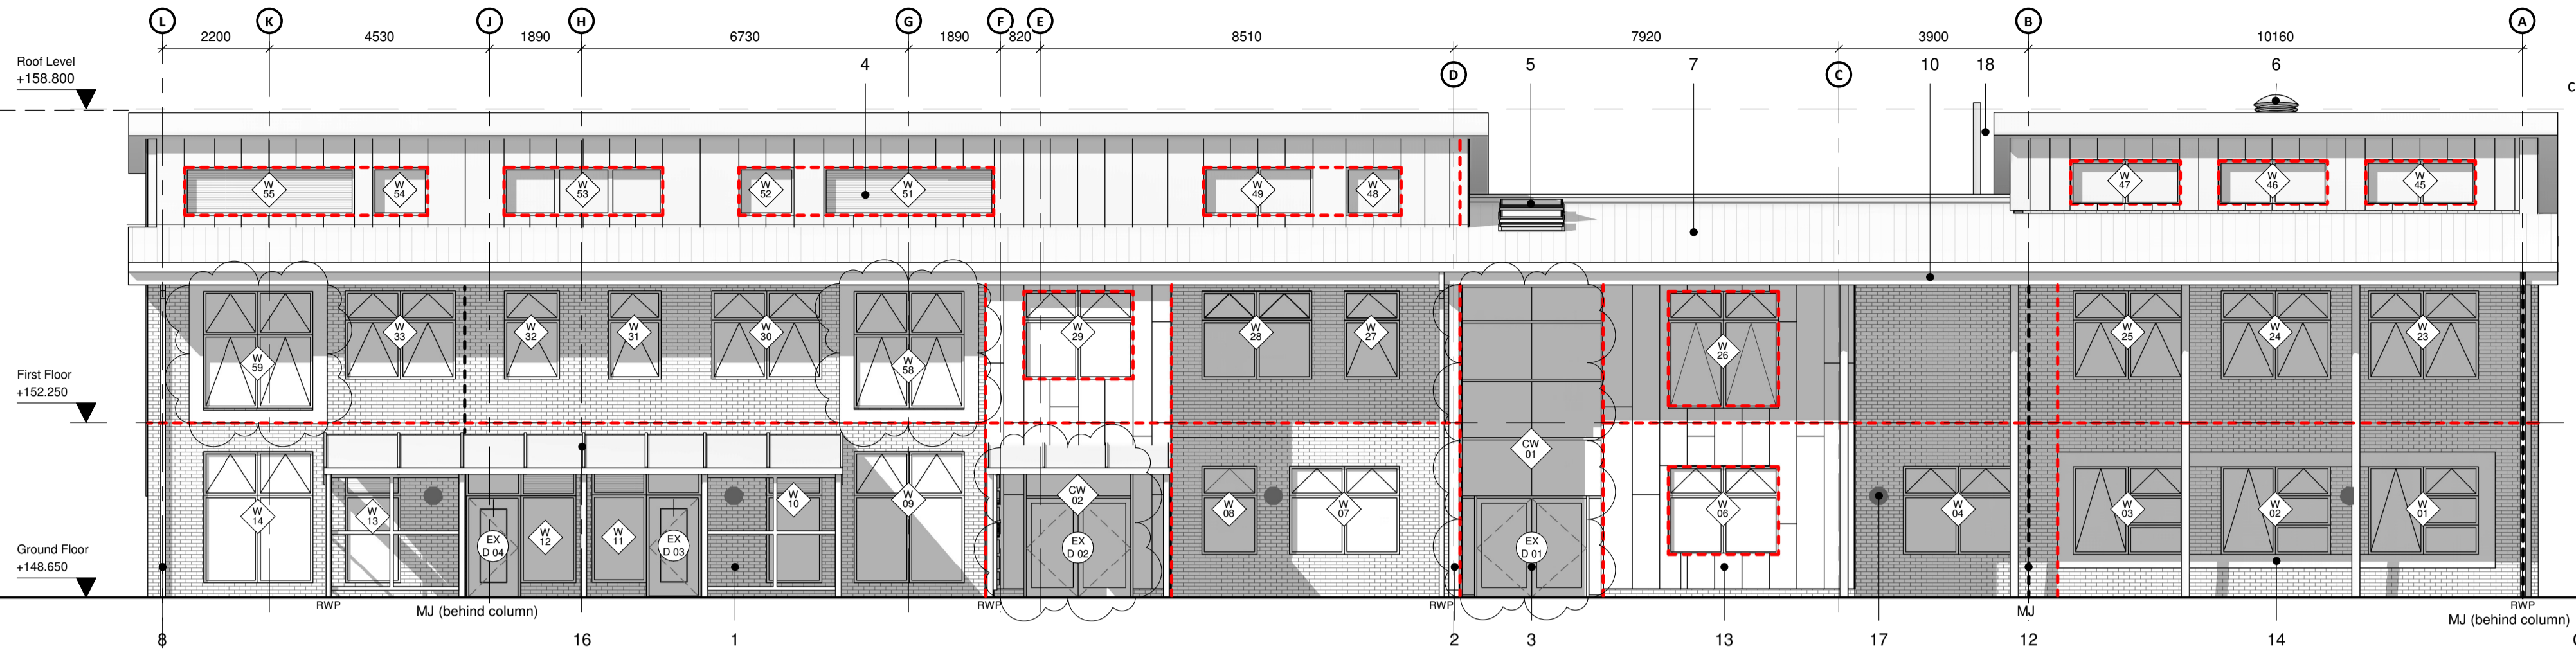 L K J H G F E D C B A
2200 4530 1890 6730 1890 820 8510 7920 3900 10160
4 5 7 10 18 6
Roof Level
+158.800
C
W
55
W
54
W
53
W
52
W
51
W
49
W
48
W
47
W
46
W
45
W
59
W
33
W
32
W
31
W
30
W
58
W
29
W
28
W
27
W
26
W
25
W
24
W
23
First Floor
+152.250
CW
01
W
14
W
13
EX
D 04
W
12
W
11
EX
D 03
W
10
W
09
CW
02
EX
D 02
W
08
W
07
EX
D 01
W
06
W
04
W
03
W
02
W
01
Ground Floor
+148.650
RWP
MJ (behind column)
RWP
RWP
MJ
RWP
MJ (behind column)
8 16 1 2 3 13 17 12 14